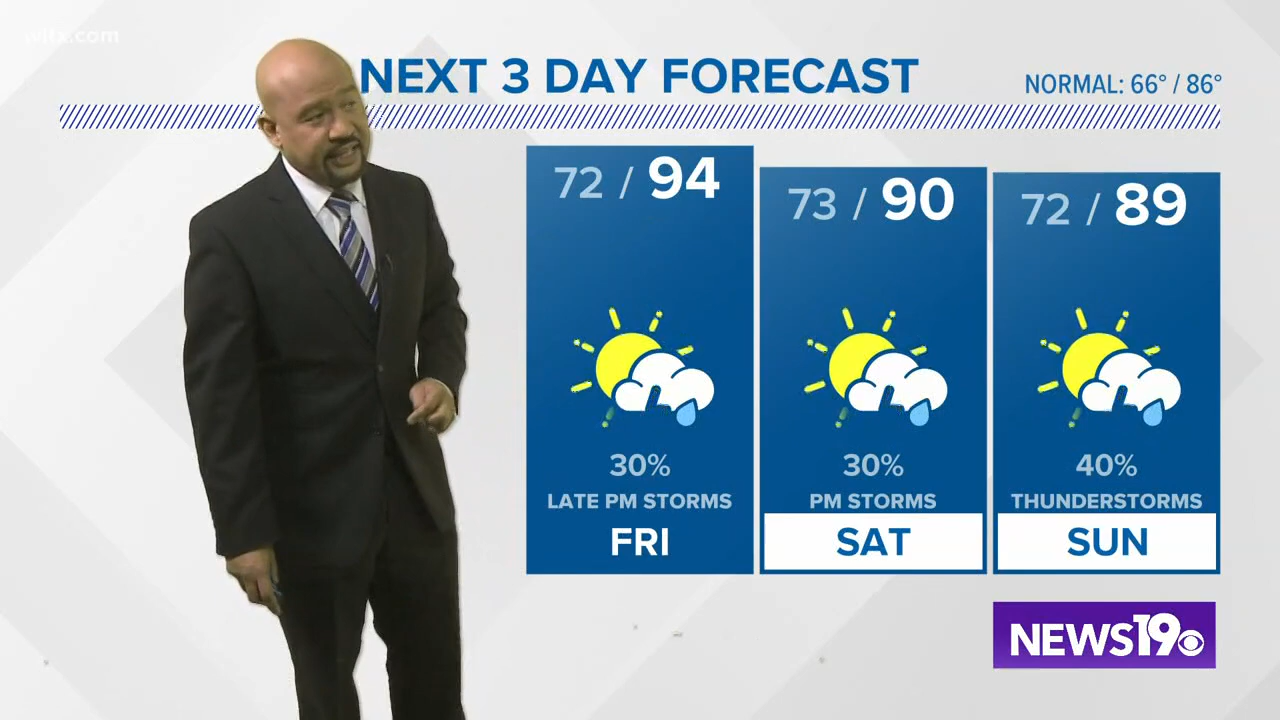 wltx.com
NEXT 3 DAY FORECAST
NORMAL: 66° / 86°
72 / 94
73 / 90
72 / 89
30%
30%
40%
LATE PM STORMS
PM STORMS
THUNDERSTORMS
FRI
SAT
SUN
NEWS19